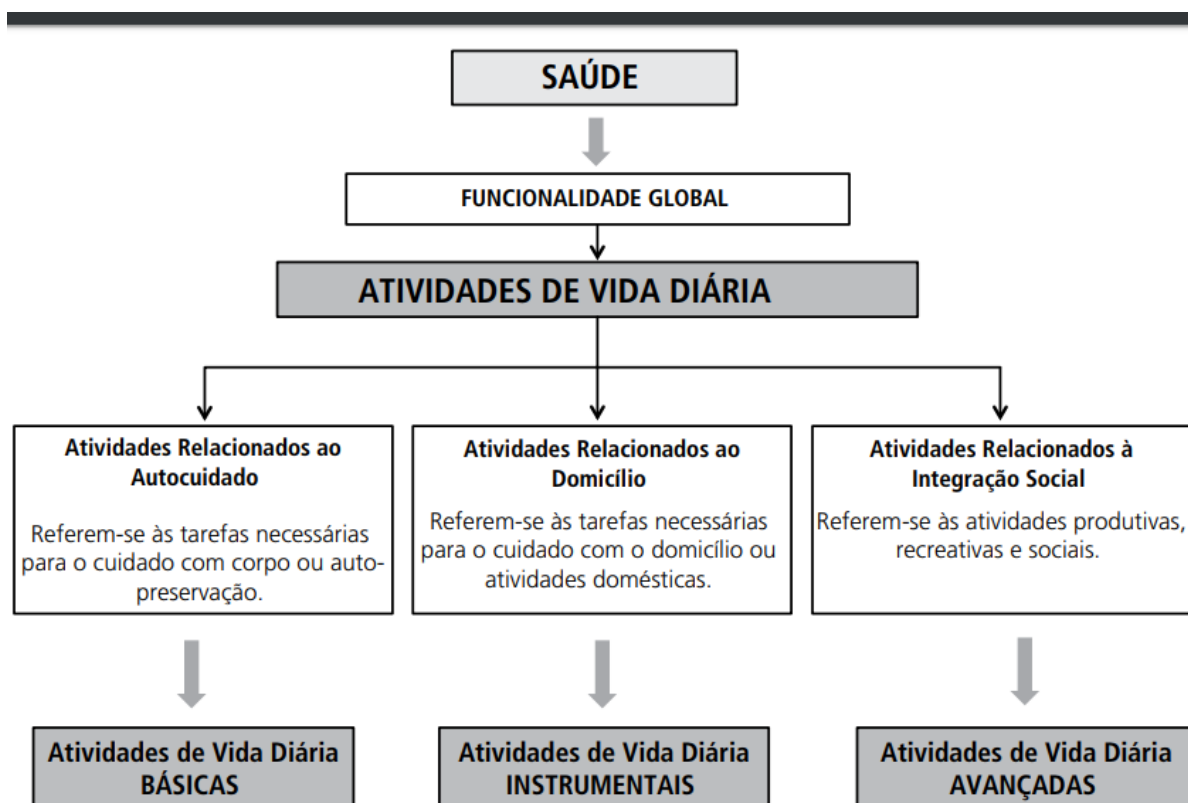 SAÚDE
FUNCIONALIDADE GLOBAL
ATIVIDADES DE VIDA DIÁRIA
Atividades Relacionados ao
Autocuidado
Referem-se às tarefas necessárias
para o cuidado com corpo ou auto-
preservação.
Atividades Relacionados ao
Domicílio
Referem-se às tarefas necessárias
para o cuidado com o domicílio ou
atividades domésticas.
Atividades Relacionados à
Integração Social
Referem-se às atividades produtivas,
recreativas e sociais.
Atividades de Vida Diária
BÁSICAS
Atividades de Vida Diária
INSTRUMENTAIS
Atividades de Vida Diária
AVANÇADAS